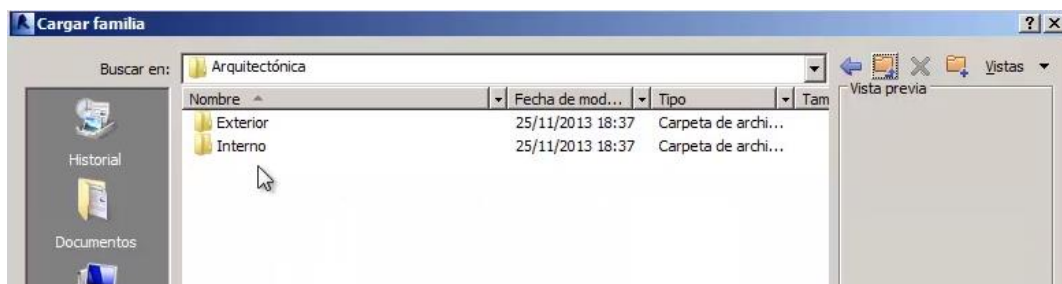 Cargar familia
Buscar en: Arquitectónica Vistas
Nombre Fecha de mod... Tipo Tam Vista previa
Exterior 25/11/2013 18:37 Carpeta de archi...
Interno 25/11/2013 18:37 Carpeta de archi...
Historial
Documentos